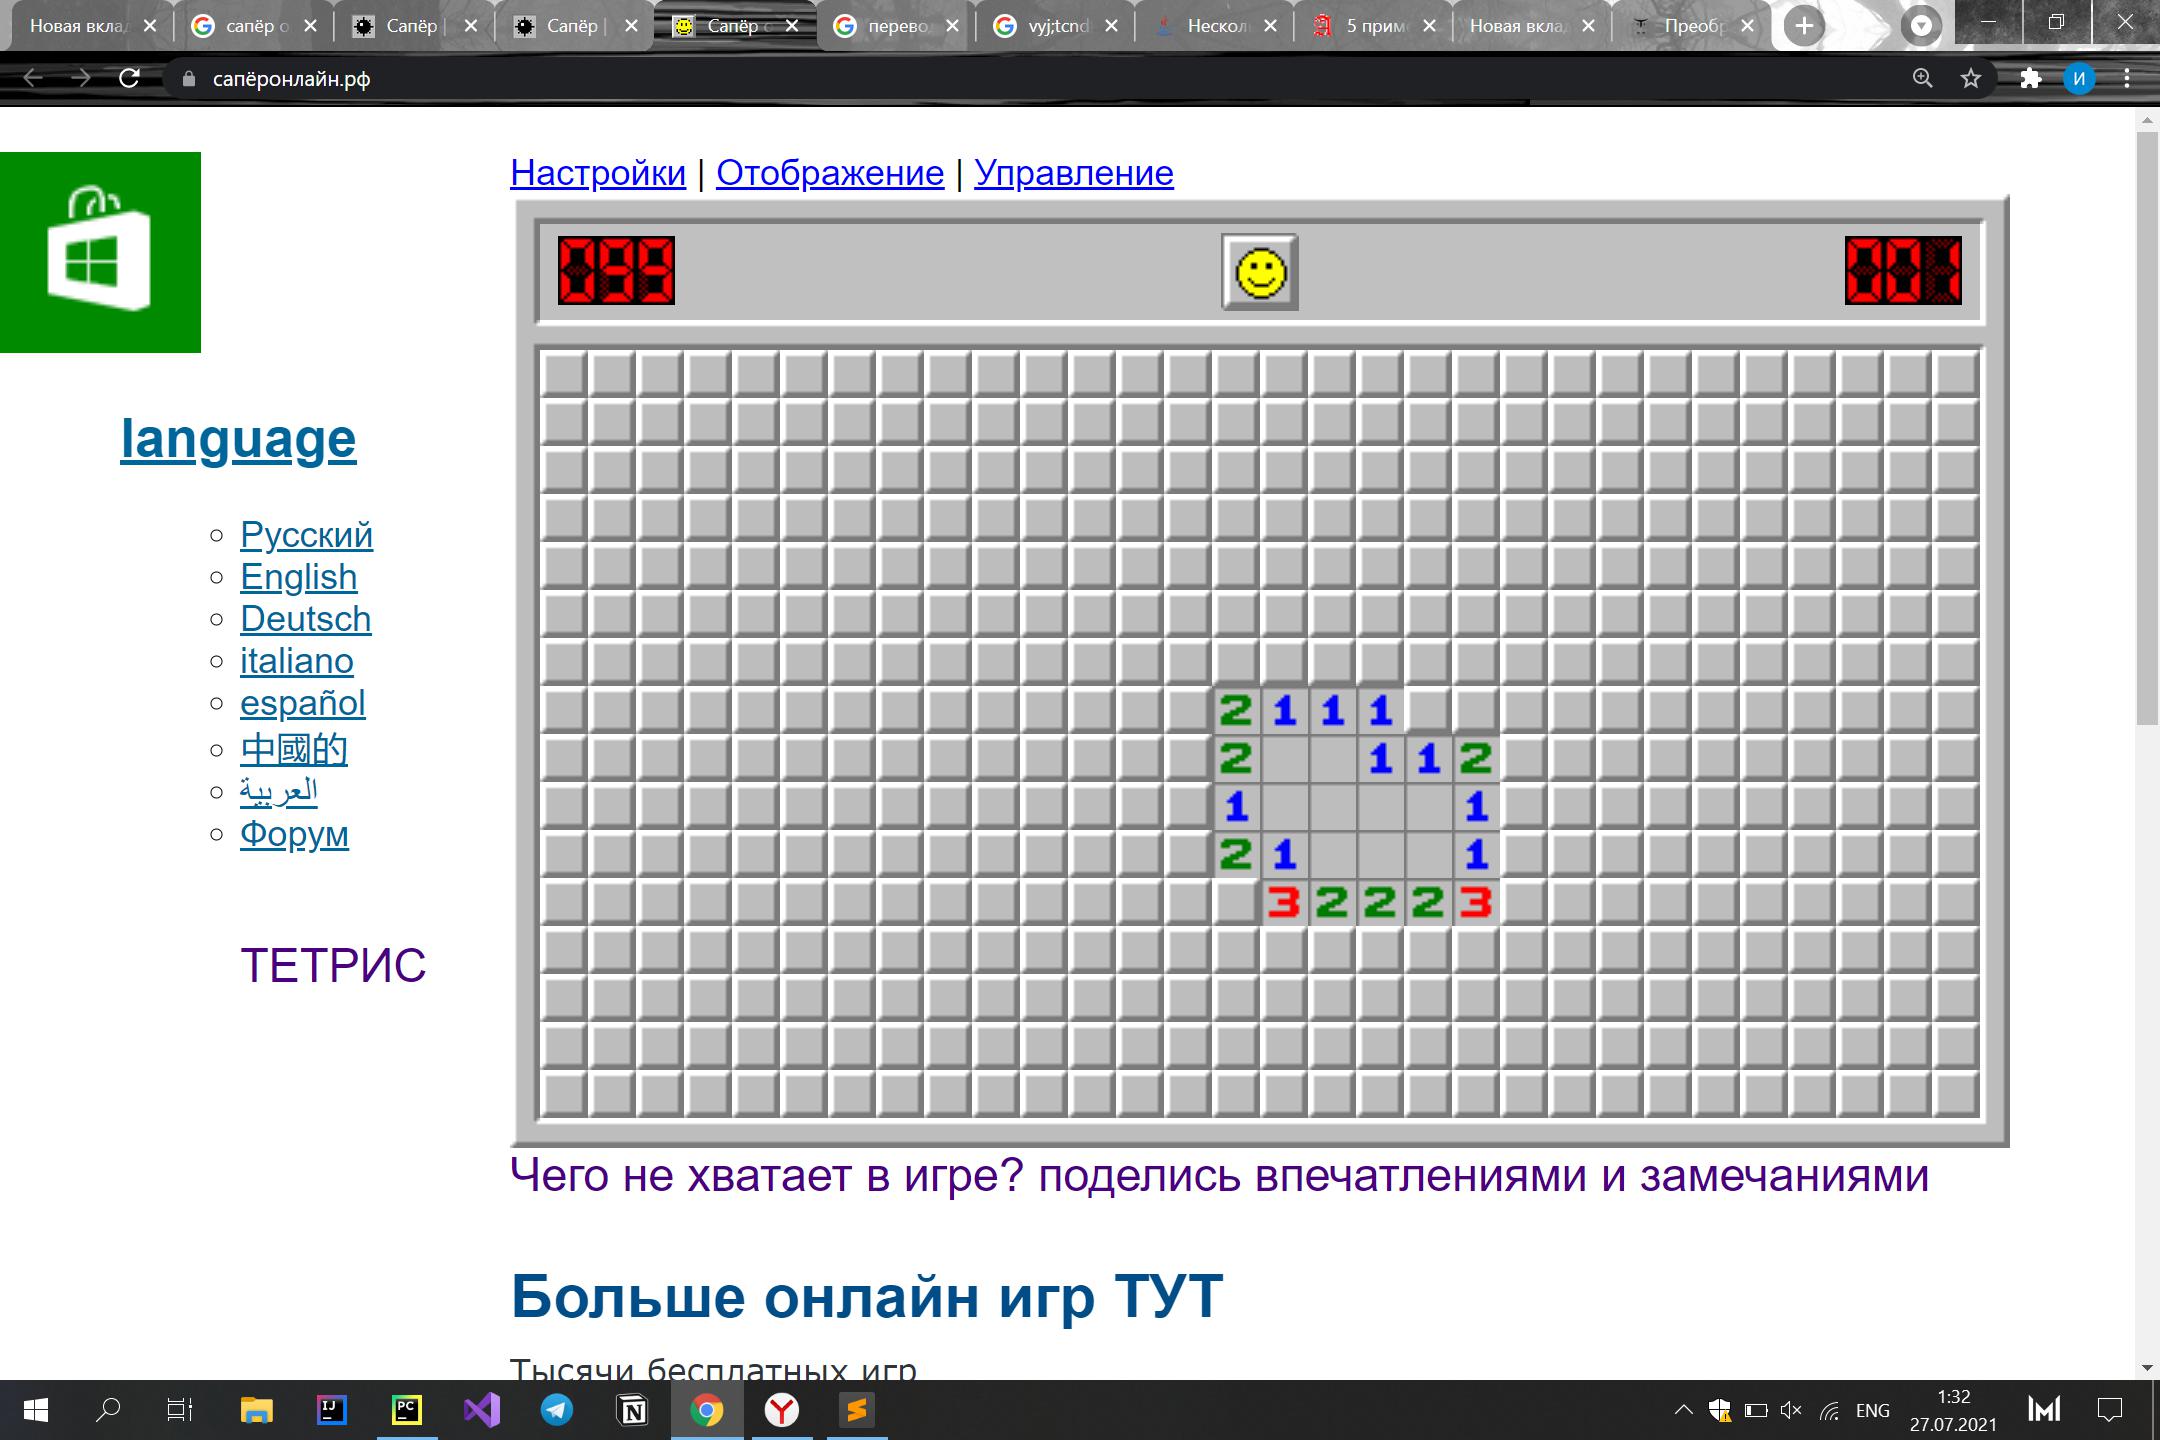 Новая вкла
сапёр о
Сапёр |
Сапёр |
Сапёр о
перево
vyj;tcnd
Нескол
5 приме
Новая вкла
Преобр
сапёронлайн.рф
И
Настройки | Отображение | Управление
099
001
language
Русский
English
Deutsch
italiano
español
中國的
العربية
Форум
ТЕТРИС
2 1 1 1
2 1 1 2
1 1
2 1 1
3 2 2 2 3
Чего не хватает в игре? поделись впечатлениями и замечаниями
Больше онлайн игр ТУТ
Тысячи бесплатных игр
ENG
1:32
27.07.2021